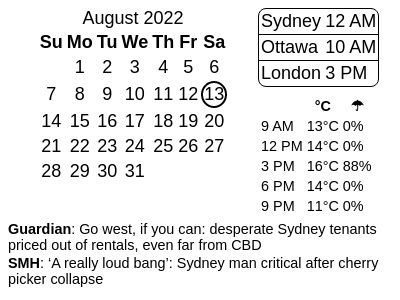 August 2022
Su Mo Tu We Th Fr Sa
1 2 3 4 5 6
7 8 9 10 11 12 13
14 15 16 17 18 19 20
21 22 23 24 25 26 27
28 29 30 31
Sydney 12 AM
Ottawa 10 AM
London 3 PM
°C ☂
9 AM 13°C 0%
12 PM 14°C 0%
3 PM 16°C 88%
6 PM 14°C 0%
9 PM 11°C 0%
Guardian: Go west, if you can: desperate Sydney tenants
priced out of rentals, even far from CBD
SMH: ‘A really loud bang’: Sydney man critical after cherry
picker collapse